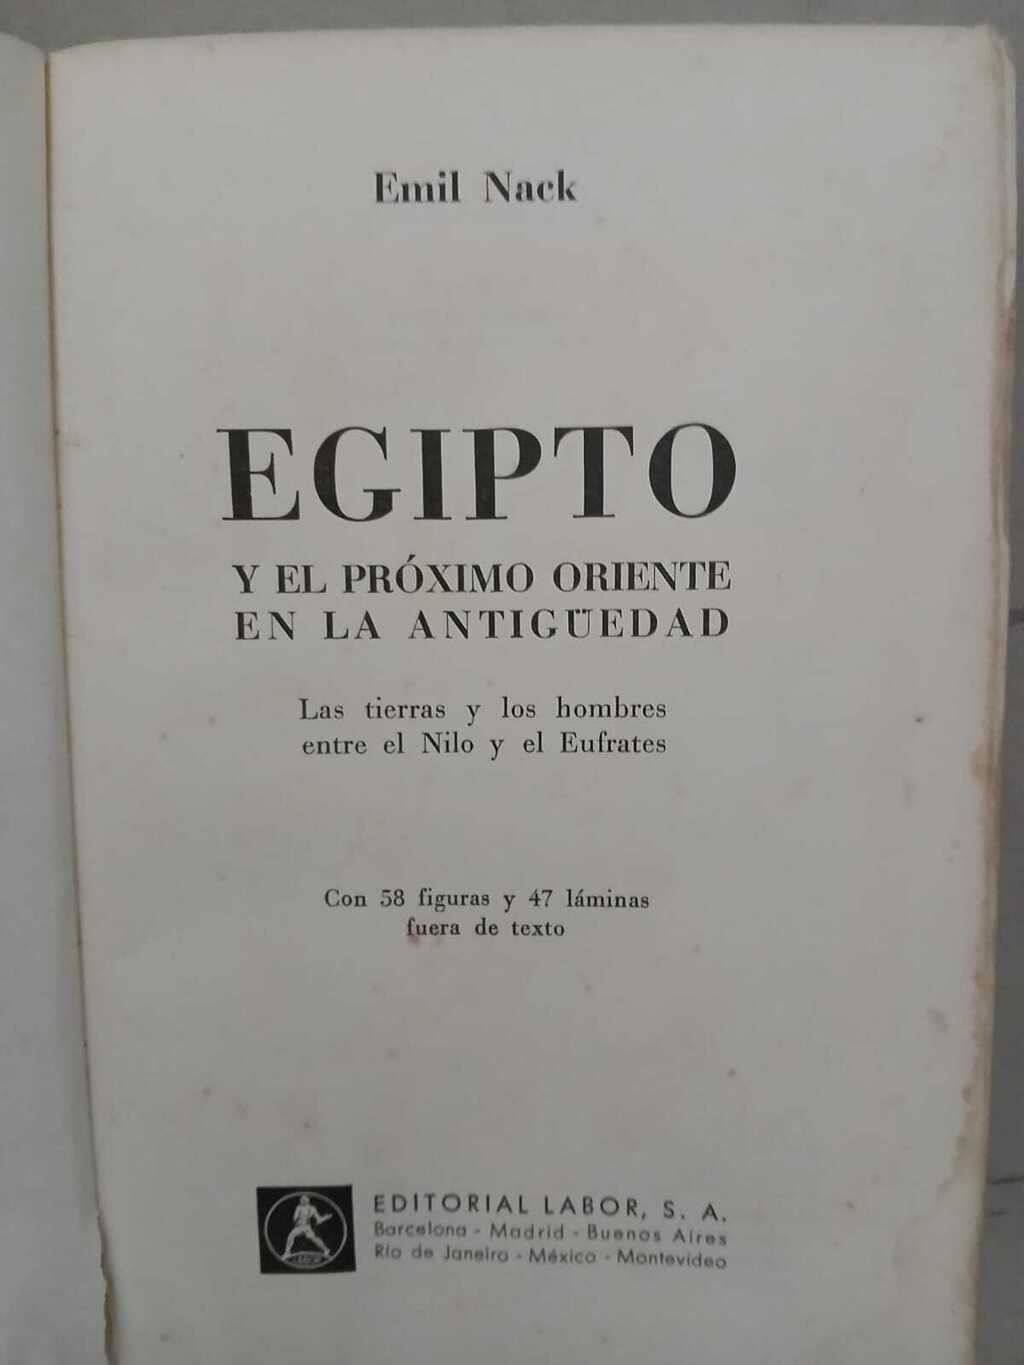 Emil Nack
EGIPTO
Y EL PRÓXIMO ORIENTE
EN LA ANTIGÜEDAD
Las tierras y los hombres
entre el Nilo y el Eufrates
Con 58 figuras y 47 láminas
fuera de texto
EDITORIAL LABOR, S. A.
Barcelona - Madrid - Buenos Aires
Río de Janeiro - México - Montevideo